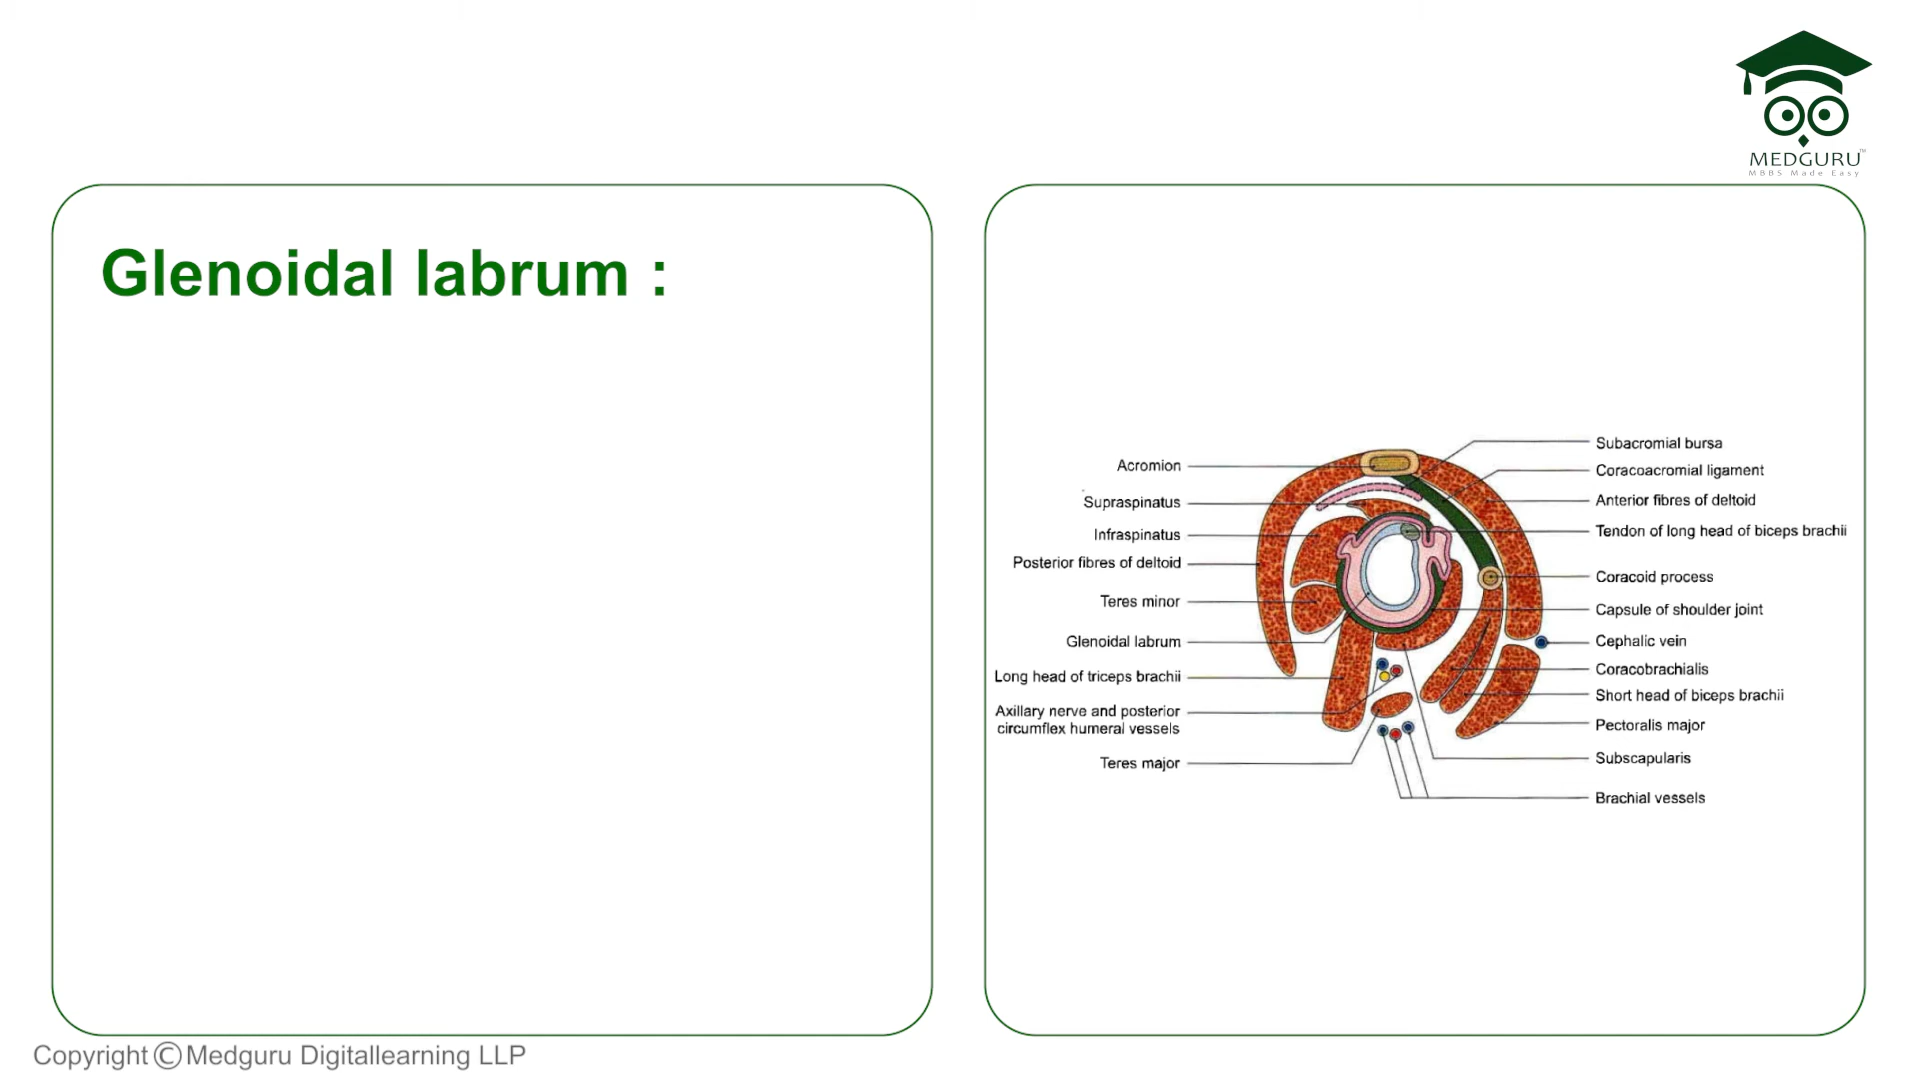 MEDGURU
MBBS Made Easy
Glenoidal labrum :
Acromion
Supraspinatus
Infraspinatus
Posterior fibres of deltoid
Teres minor
Glenoidal labrum
Long head of triceps brachii
Axillary nerve and posterior
circumflex humeral vessels
Teres major
Subacromial bursa
Coracoacromial ligament
Anterior fibres of deltoid
Tendon of long head of biceps brachii
Coracoid process
Capsule of shoulder joint
Cephalic vein
Coracobrachialis
Short head of biceps brachii
Pectoralis major
Subscapularis
Brachial vessels
Copyright © Medguru Digitallearning LLP